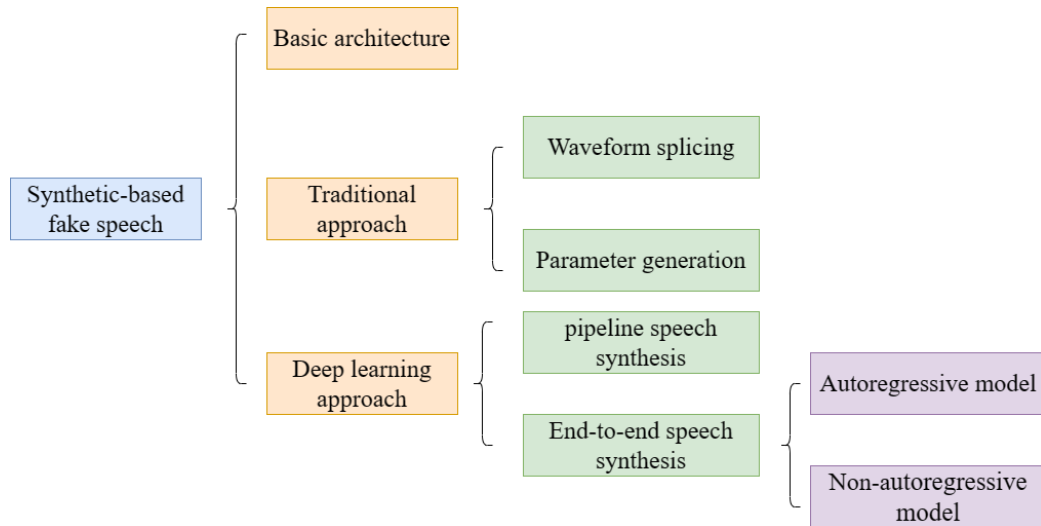 Basic architecture
Synthetic-based
fake speech
Traditional
approach
Waveform splicing
Parameter generation
Deep learning
approach
pipeline speech
synthesis
End-to-end speech
synthesis
Autoregressive model
Non-autoregressive
model